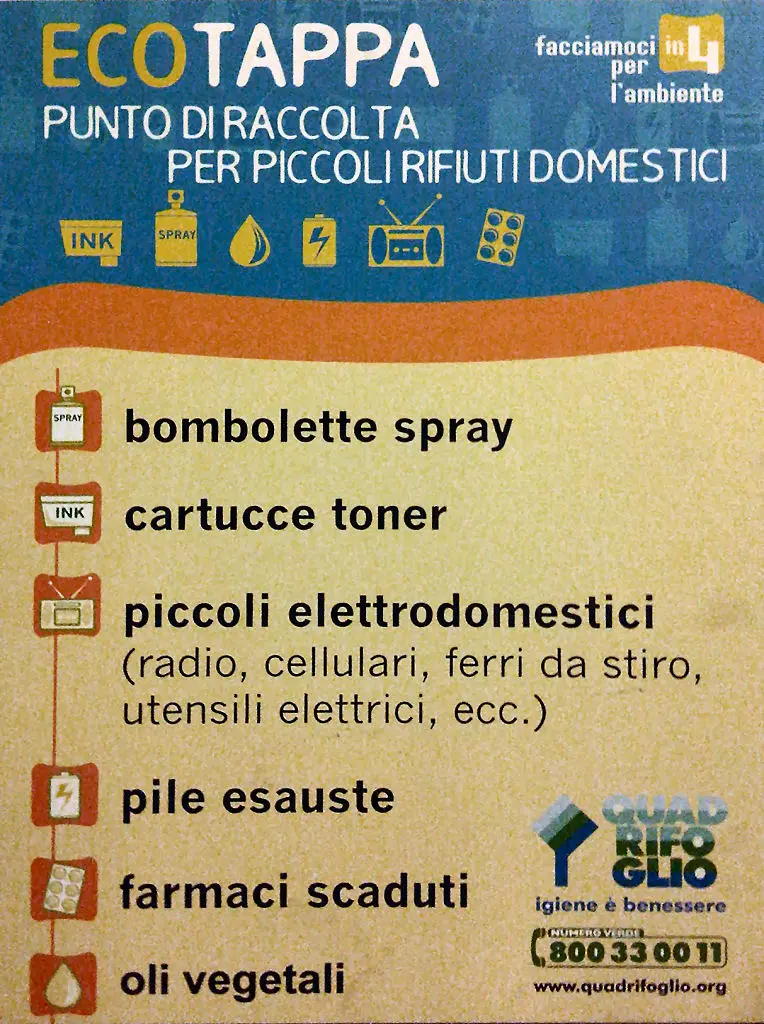 ECOTAPPA
facciamoci in 4
per
l'ambiente
PUNTO DI RACCOLTA
PER PICCOLI RIFIUTI DOMESTICI
INK
SPRAY
SPRAY
bombolette spray
INK
cartucce toner
piccoli elettrodomestici
(radio, cellulari, ferri da stiro,
utensili elettrici, ecc.)
pile esauste
farmaci scaduti
oli vegetali
QUAD
RIFO
GLIO
igiene è benessere
NUMERO VERDE
800 33 00 11
www.quadrifoglio.org